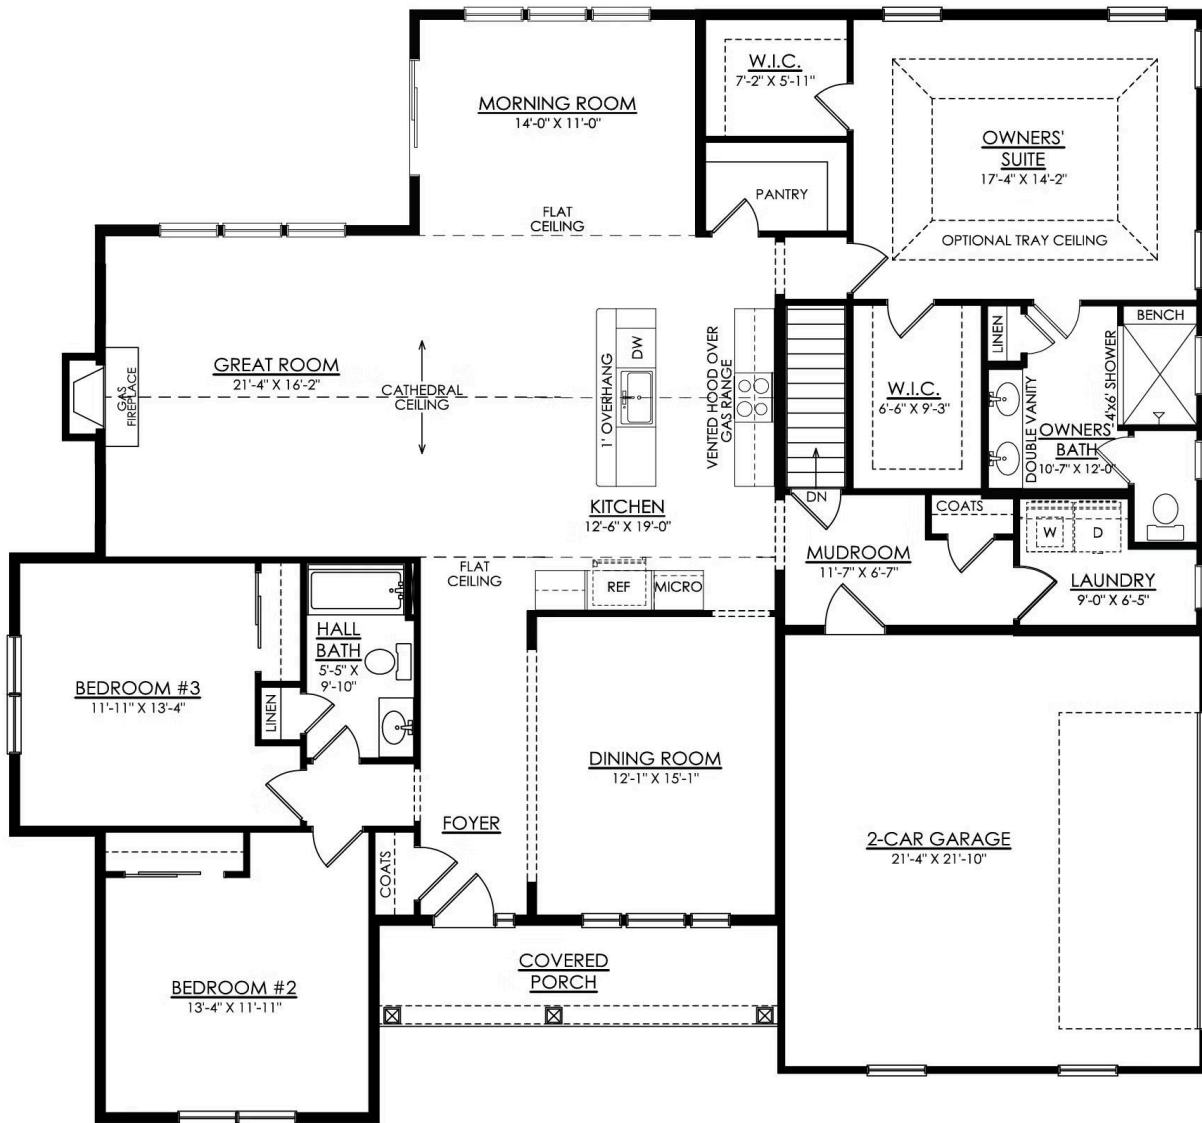 MORNING ROOM
14'-0" X 11'-0"
W.I.C.
7'-2" X 5'-11"
OWNERS'
SUITE
17'-4" X 14'-2"
PANTRY
OPTIONAL TRAY CEILING
FLAT
CEILING
GREAT ROOM
21'-4" X 16'-2"
GAS
FIREPLACE
CATHEDRAL
CEILING
1' OVERHANG
DW
VENTED HOOD OVER
GAS RANGE
KITCHEN
12'-6" X 19'-0"
DN
W.I.C.
6'-6" X 9'-3"
LINEN
BENCH
4'x6' SHOWER
DOUBLE VANITY
OWNERS'
BATH
10'-7" X 12'-0"
COATS
W
D
MUDROOM
11'-7" X 6'-7"
LAUNDRY
9'-0" X 6'-5"
FLAT
CEILING
REF
MICRO
HALL
BATH
5'-5" X
9'-10"
BEDROOM #3
11'-11" X 13'-4"
LINEN
DINING ROOM
12'-1" X 15'-1"
FOYER
2-CAR GARAGE
21'-4" X 21'-10"
COATS
COVERED
PORCH
BEDROOM #2
13'-4" X 11'-11"